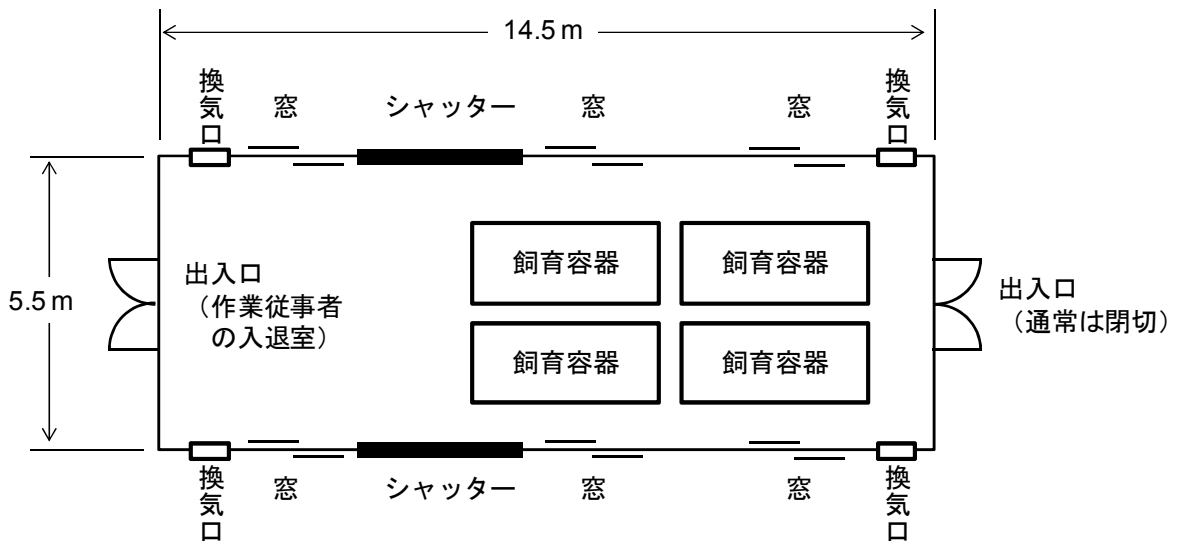 14.5 m
換気口
窓
シャッター
窓
窓
換気口
飼育容器
飼育容器
出入口
（作業従事者
の入退室）
5.5 m
出入口
（通常は閉切）
飼育容器
飼育容器
換気口
窓
シャッター
窓
窓
換気口